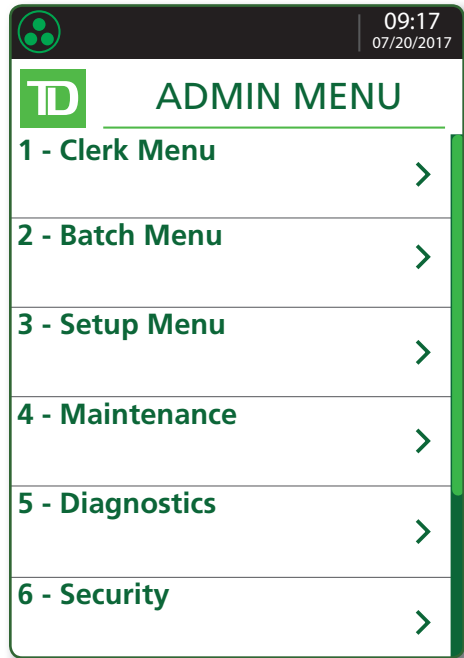 09:17
07/20/2017
TD
ADMIN MENU
1 - Clerk Menu
2 - Batch Menu
3 - Setup Menu
4 - Maintenance
5 - Diagnostics
6 - Security